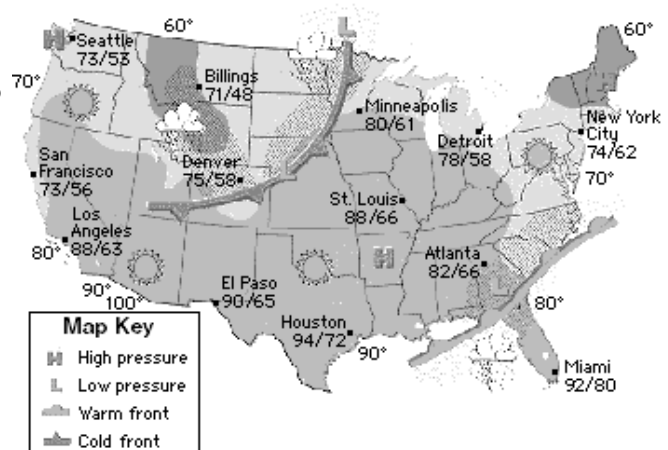 L
60°
60°
H
Seattle
73/53
70°
Billings
71/48
Minneapolis
80/61
New York
City
74/62
Detroit
78/58
San
Francisco
73/56
Denver
75/58
70°
St. Louis
88/66
Los
Angeles
88/63
80°
H
Atlanta
82/66
L
90°
100°
El Paso
90/65
80°
Houston
94/72
90°
Miami
92/80
Map Key
H High pressure
L Low pressure
Warm front
Cold front